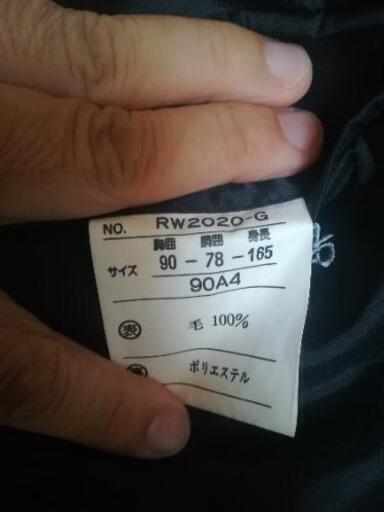 NO. RW2020-G
胸囲 胴囲 身長
サイズ 90-78-165
90A4
表 毛 100%
ポリエステル